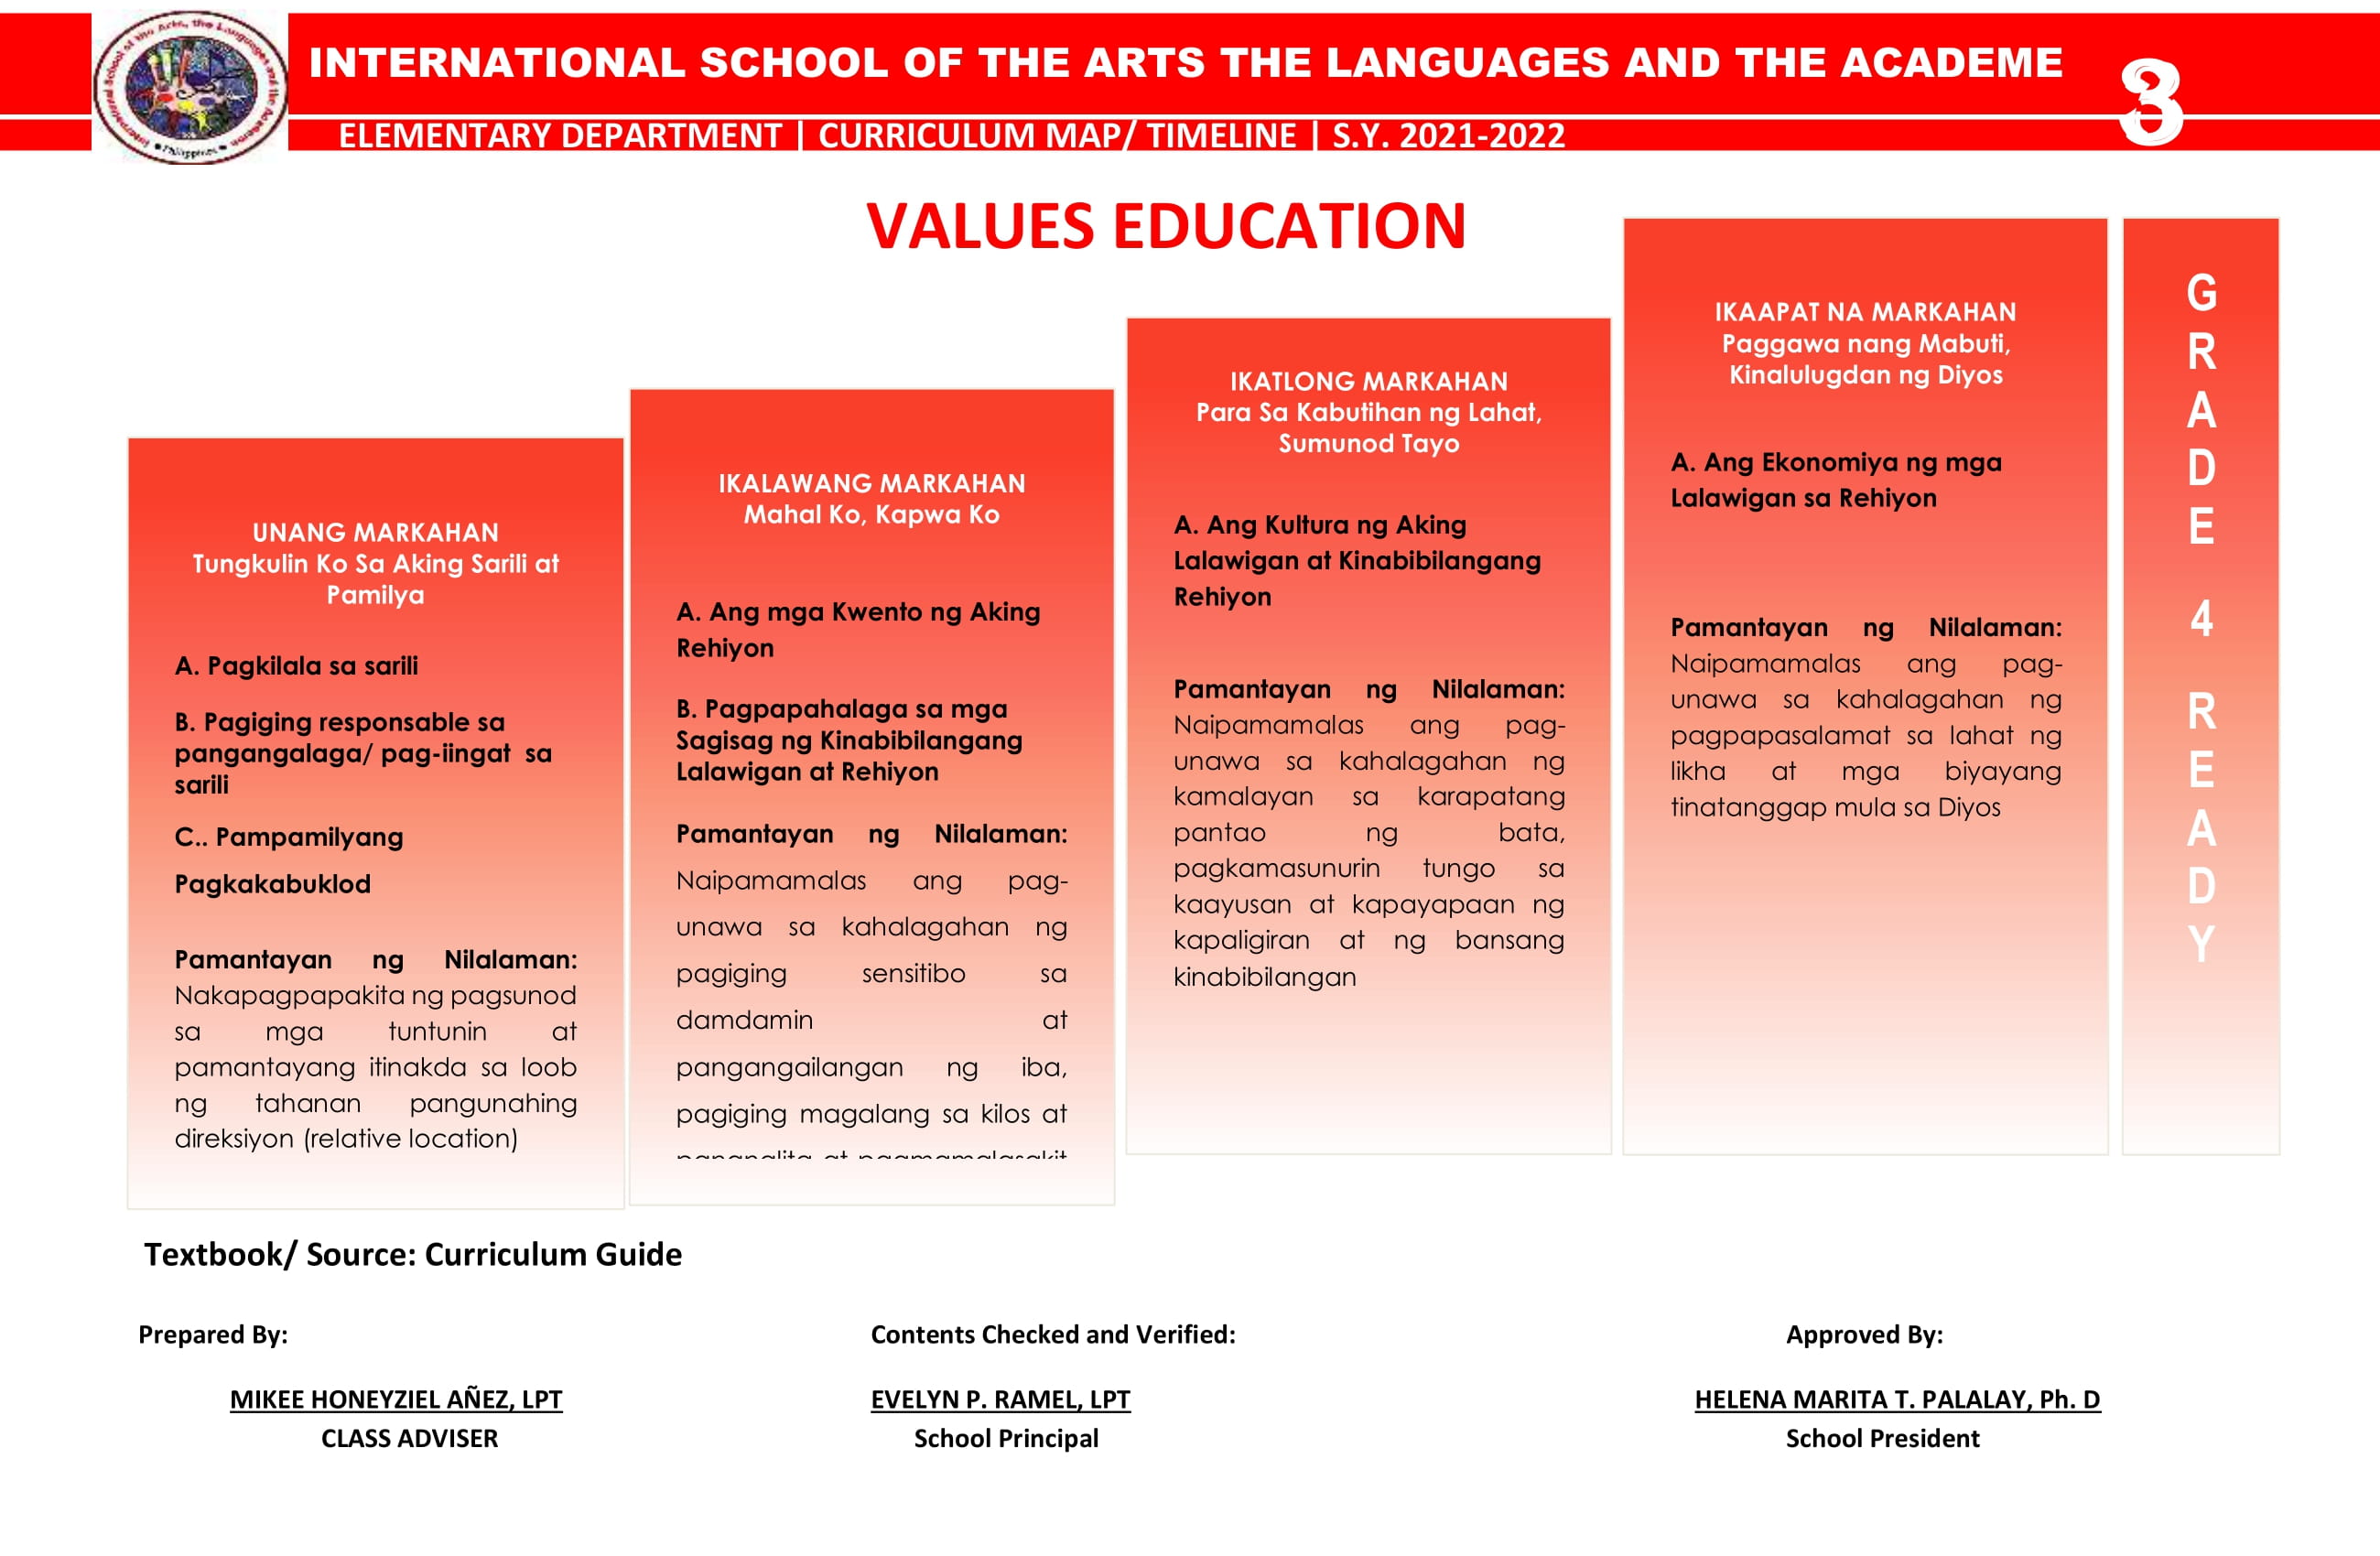 INTERNATIONAL SCHOOL OF THE ARTS THE LANGUAGES AND THE ACADEME
3
ELEMENTARY DEPARTMENT | CURRICULUM MAP/ TIMELINE | S.Y. 2021-2022
International School of the Arts, the Languages and the Academe
Philippines
VALUES EDUCATION
UNANG MARKAHAN
Tungkulin Ko Sa Aking Sarili at
Pamilya
A. Pagkilala sa sarili
B. Pagiging responsable sa
pangangalaga/ pag-iingat sa
sarili
C.. Pampamilyang
Pagkakabuklod
Pamantayan ng Nilalaman:
Nakapagpapakita ng pagsunod
sa mga tuntunin at
pamantayang itinakda sa loob
ng tahanan pangunahing
direksiyon (relative location)
IKALAWANG MARKAHAN
Mahal Ko, Kapwa Ko
A. Ang mga Kwento ng Aking
Rehiyon
B. Pagpapahalaga sa mga
Sagisag ng Kinabibilangang
Lalawigan at Rehiyon
Pamantayan ng Nilalaman:
Naipamamalas ang pag-
unawa sa kahalagahan ng
pagiging sensitibo sa
damdamin at
pangangailangan ng iba,
pagiging magalang sa kilos at
IKATLONG MARKAHAN
Para Sa Kabutihan ng Lahat,
Sumunod Tayo
A. Ang Kultura ng Aking
Lalawigan at Kinabibilangang
Rehiyon
Pamantayan ng Nilalaman:
Naipamamalas ang pag-
unawa sa kahalagahan ng
kamalayan sa karapatang
pantao ng bata,
pagkamasunurin tungo sa
kaayusan at kapayapaan ng
kapaligiran at ng bansang
kinabibilangan
IKAAPAT NA MARKAHAN
Paggawa nang Mabuti,
Kinalulugdan ng Diyos
A. Ang Ekonomiya ng mga
Lalawigan sa Rehiyon
Pamantayan ng Nilalaman:
Naipamamalas ang pag-
unawa sa kahalagahan ng
pagpapasalamat sa lahat ng
likha at mga biyayang
tinatanggap mula sa Diyos
GRADE 4 READY
Textbook/ Source: Curriculum Guide
Prepared By:
Contents Checked and Verified:
Approved By:
MIKEE HONEYZIEL AÑEZ, LPT
EVELYN P. RAMEL, LPT
HELENA MARITA T. PALALAY, Ph. D
CLASS ADVISER
School Principal
School President